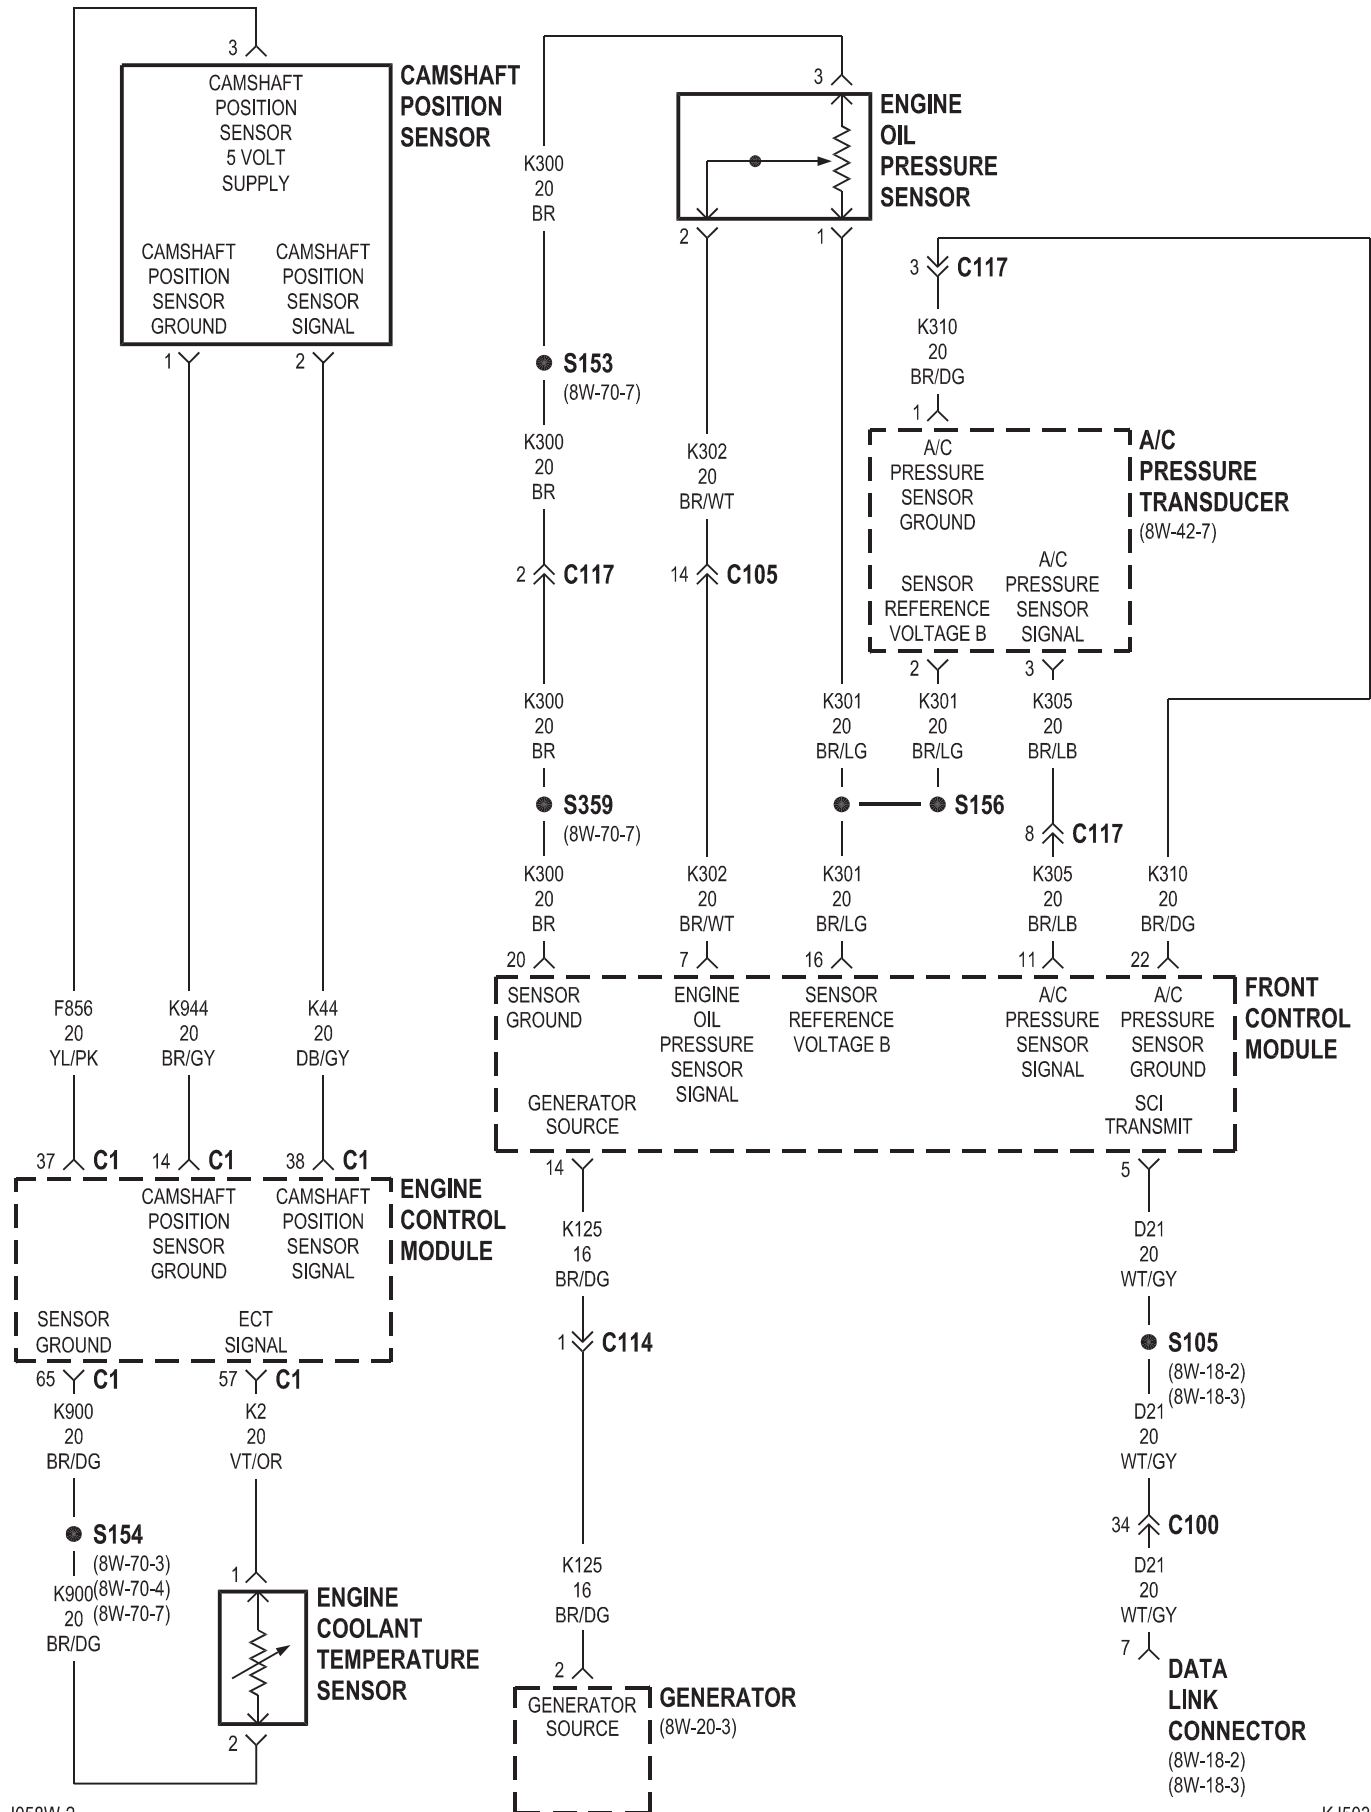 3
CAMSHAFT
POSITION
SENSOR
5 VOLT
SUPPLY
CAMSHAFT
POSITION
SENSOR
CAMSHAFT
POSITION
SENSOR
GROUND
CAMSHAFT
POSITION
SENSOR
SIGNAL
1
2
K300
20
BR
3
ENGINE
OIL
PRESSURE
SENSOR
2
1
S153
(8W-70-7)
K300
20
BR
2
C117
K300
20
BR
S359
(8W-70-7)
K300
20
BR
K302
20
BR/WT
14
C105
K302
20
BR/WT
3
C117
K310
20
BR/DG
1
A/C
PRESSURE
SENSOR
GROUND
A/C
PRESSURE
TRANSDUCER
(8W-42-7)
SENSOR
REFERENCE
VOLTAGE B
A/C
PRESSURE
SENSOR
SIGNAL
2
3
K301
20
BR/LG
K301
20
BR/LG
K305
20
BR/LB
S156
8
C117
K301
20
BR/LG
K305
20
BR/LB
K310
20
BR/DG
20
7
16
11
22
SENSOR
GROUND
ENGINE
OIL
PRESSURE
SENSOR
SIGNAL
SENSOR
REFERENCE
VOLTAGE B
A/C
PRESSURE
SENSOR
SIGNAL
A/C
PRESSURE
SENSOR
GROUND
FRONT
CONTROL
MODULE
GENERATOR
SOURCE
SCI
TRANSMIT
F856
20
YL/PK
K944
20
BR/GY
K44
20
DB/GY
37
C1
14
C1
38
C1
CAMSHAFT
POSITION
SENSOR
GROUND
CAMSHAFT
POSITION
SENSOR
SIGNAL
ENGINE
CONTROL
MODULE
SENSOR
GROUND
ECT
SIGNAL
65
C1
57
C1
K900
20
BR/DG
K2
20
VT/OR
S154
(8W-70-3)
(8W-70-4)
(8W-70-7)
K900
20
BR/DG
1
ENGINE
COOLANT
TEMPERATURE
SENSOR
2
14
K125
16
BR/DG
1
C114
K125
16
BR/DG
2
GENERATOR
SOURCE
GENERATOR
(8W-20-3)
5
D21
20
WT/GY
S105
(8W-18-2)
(8W-18-3)
D21
20
WT/GY
34
C100
D21
20
WT/GY
7
DATA
LINK
CONNECTOR
(8W-18-2)
(8W-18-3)